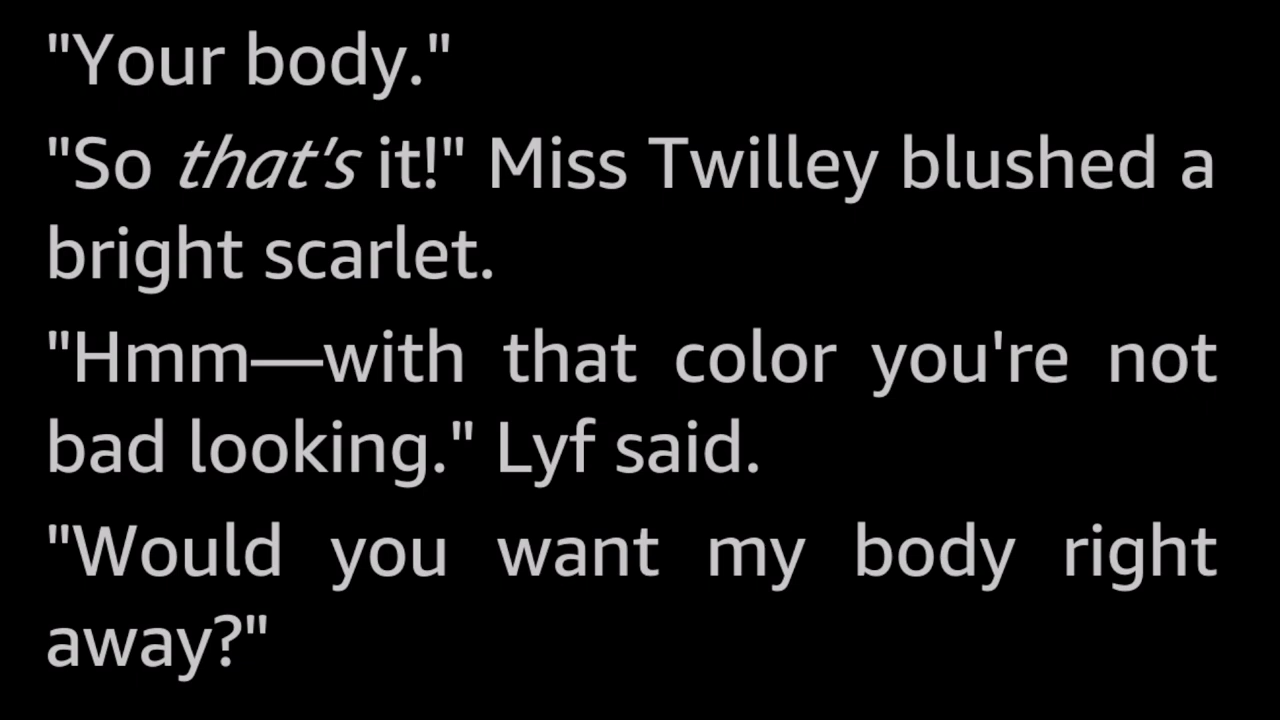 "Your body."
"So that’s it!" Miss Twilley blushed a
bright scarlet.
"Hmm—with that color you're not
bad looking." Lyf said.
"Would you want my body right
away?"